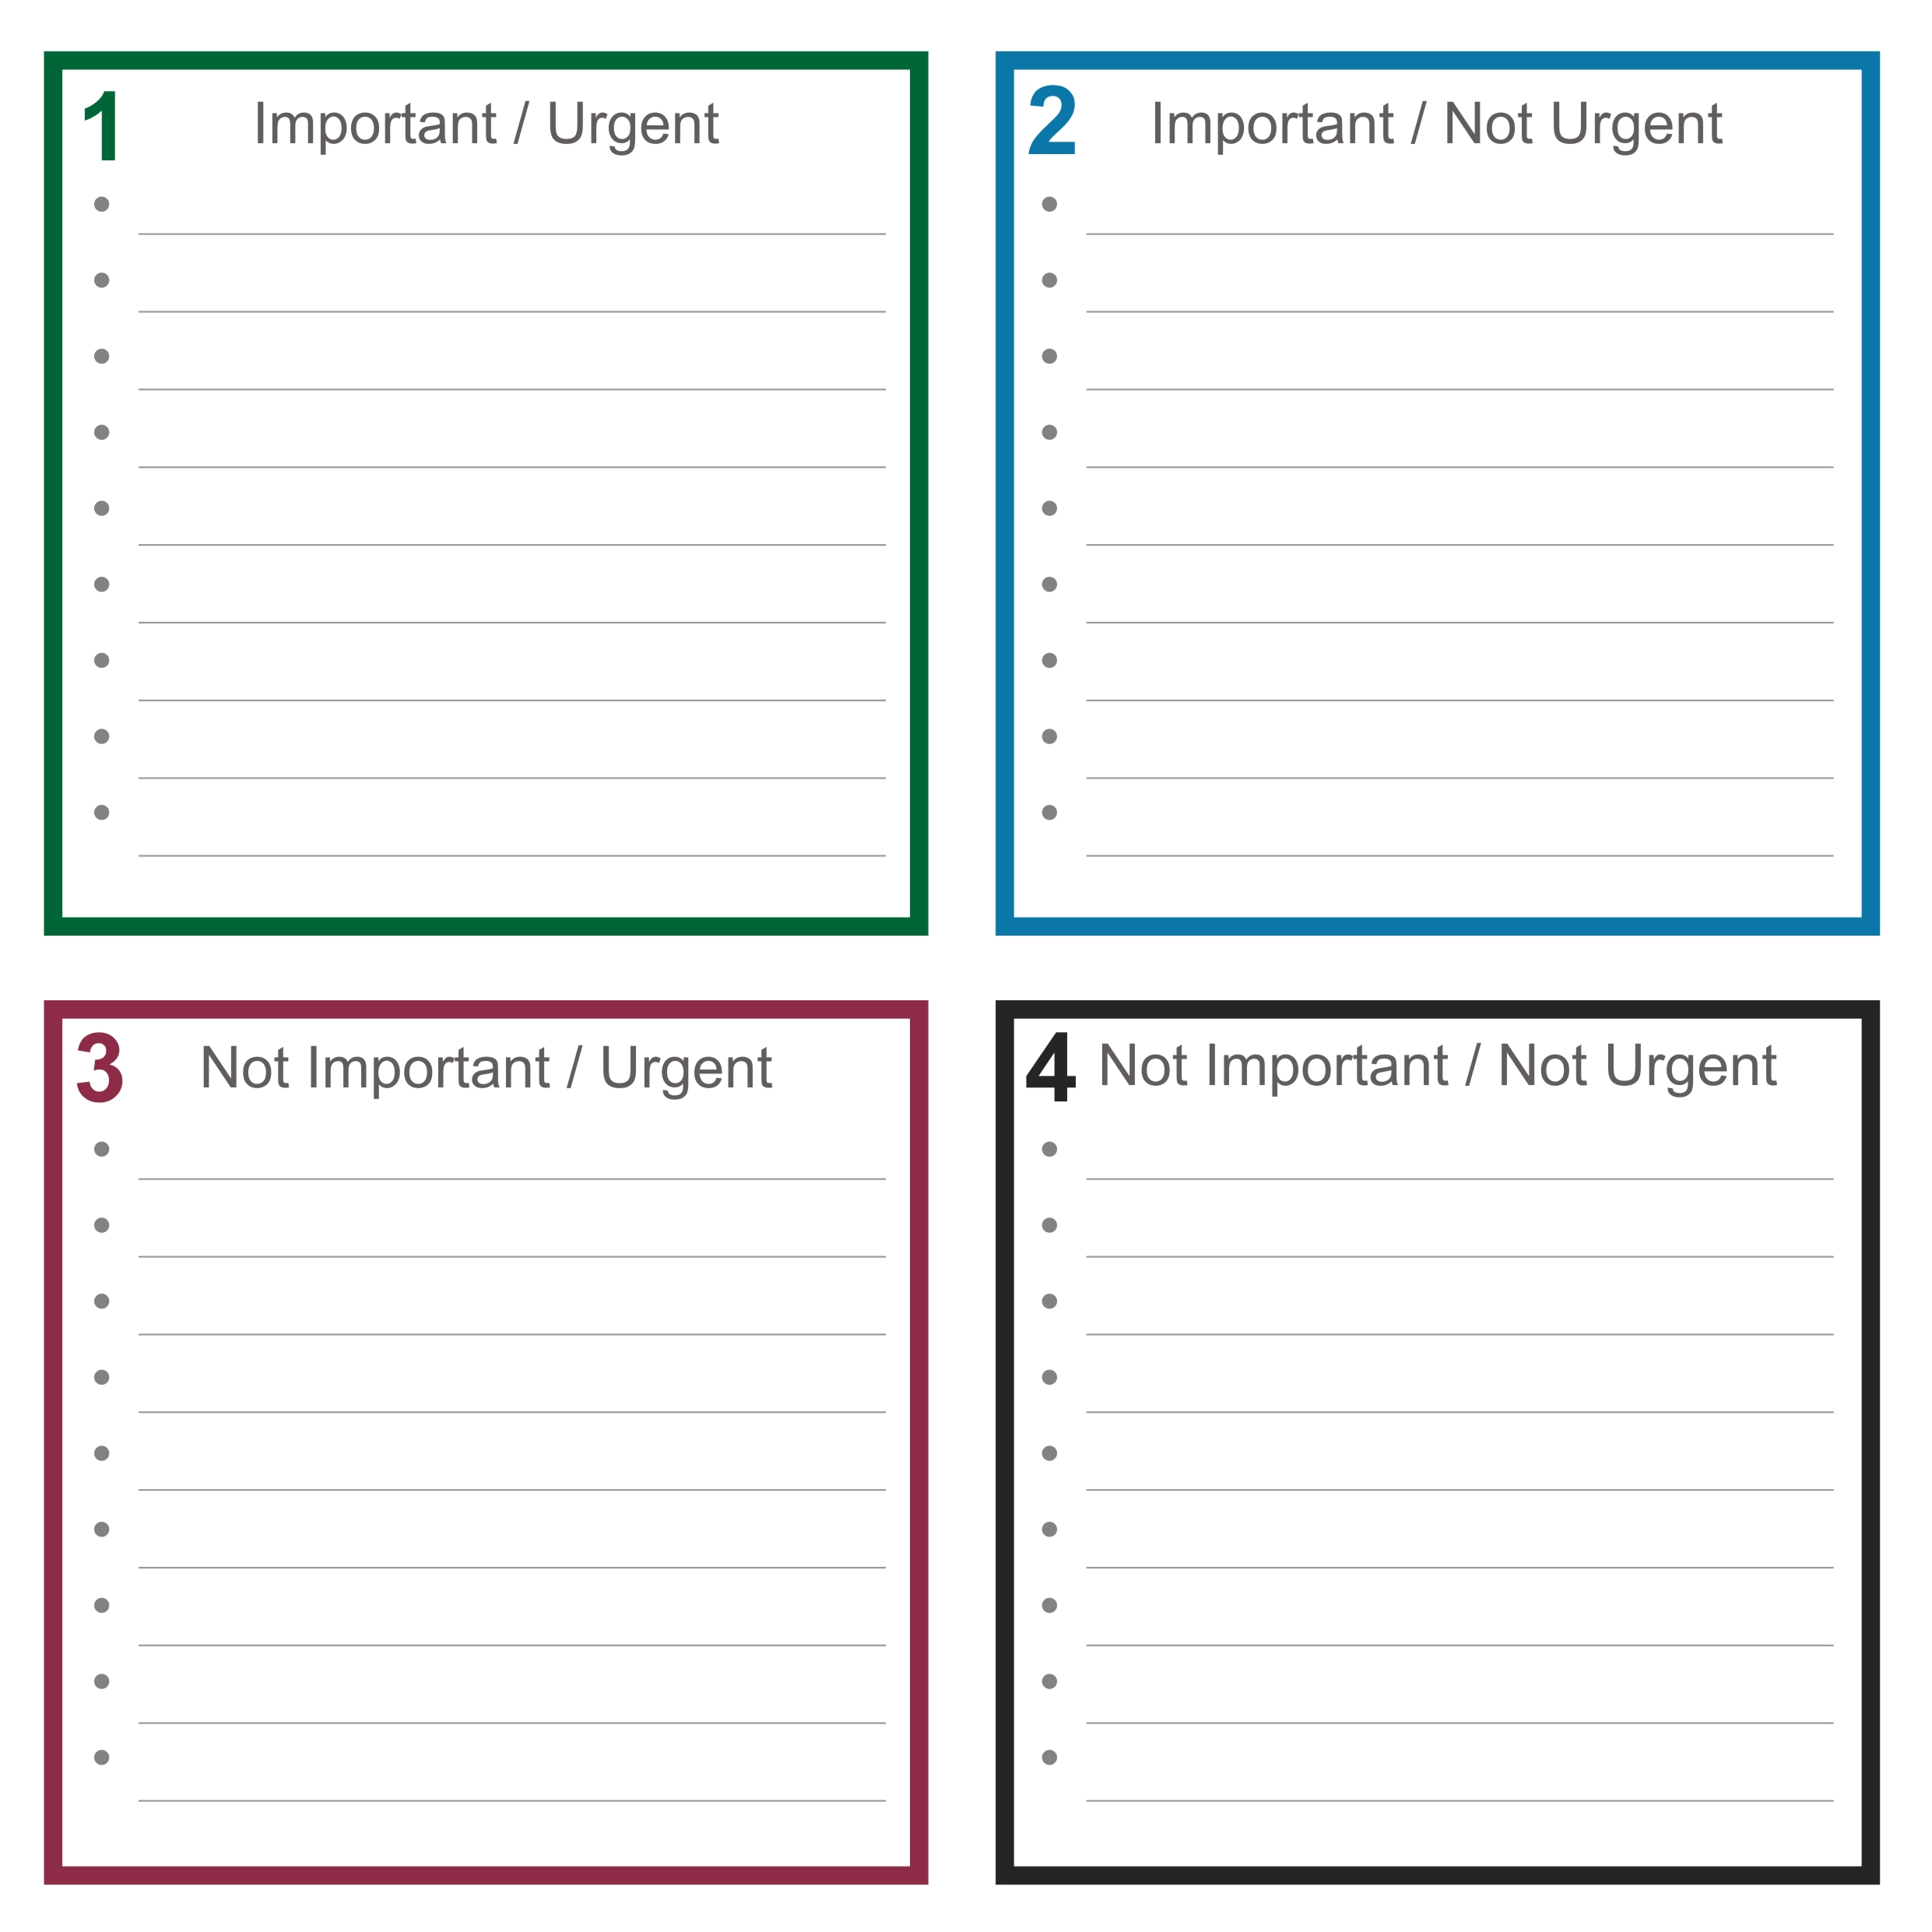 1 Important / Urgent
2 Important / Not Urgent
3 Not Important / Urgent
4 Not Important / Not Urgent